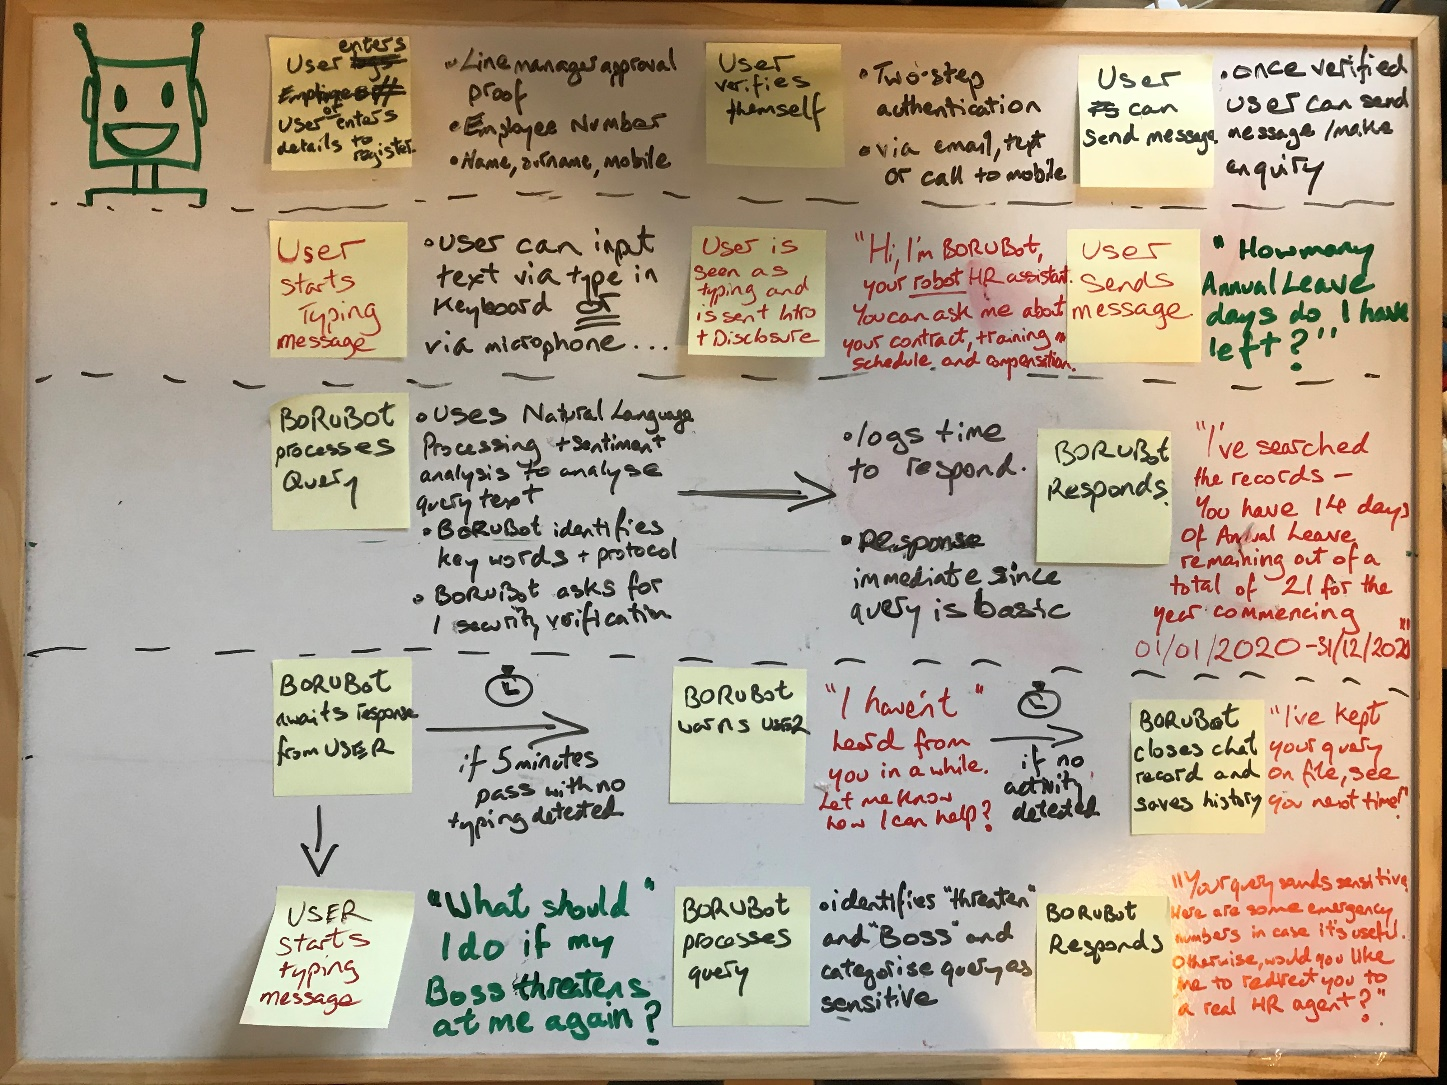 User enters
User enters
details to
register.
• Line manager approval
proof
• Employee Number
• Name, sirname, mobile
User
verifies
themself
• Two-step
authentication
• via email, text
or call to mobile
User
can
send message.
• once verified
user can send
message / make
enquiry
User
starts
Typing
message
• User can input
text via type in
Keyboard or
via microphone...
User is
seen as
typing and
is sent Intro
+ Disclosure
"Hi, I'm BORUBot,
your robot HR assistant.
You can ask me about
your contract, training
schedule, and compensation.
User
Sends
message
"How many
Annual Leave
days do I have
left?"
BORUBot
processes
Query
• Uses Natural Language
Processing + sentiment
analysis to analyse
query text
• BORUBot identifies
key words + protocol
• BORUBot asks for
1 security verification
• logs time
to respond.
• Response
immediate since
query is basic
BORUBot
Responds.
"I've searched
the records –
You have 14 days
of Annual Leave
remaining out of a
total of 21 for the
year commencing
01/01/2020 – 31/12/2020"
BORUBot
awaits response
from USER
if 5 minutes
pass with no
typing detected
BORUBot
warns USER
"I haven't"
heard from
you in a while.
Let me know
how I can help?
if no
activity
detected
BORUBot
closes chat
record and
saves history
"I've kept
your query
on file, see
you next time!"
USER
starts
typing
message
"What should"
I do if my
Boss threatens
at me again?
BORUBot
processes
query
• identifies "threaten"
and "Boss" and
categorise query as
sensitive
BORUBot
Responds
"Your query sounds sensitive
Here are some emergency
numbers in case it's useful.
Otherwise, would you like
me to redirect you to
a real HR agent?"